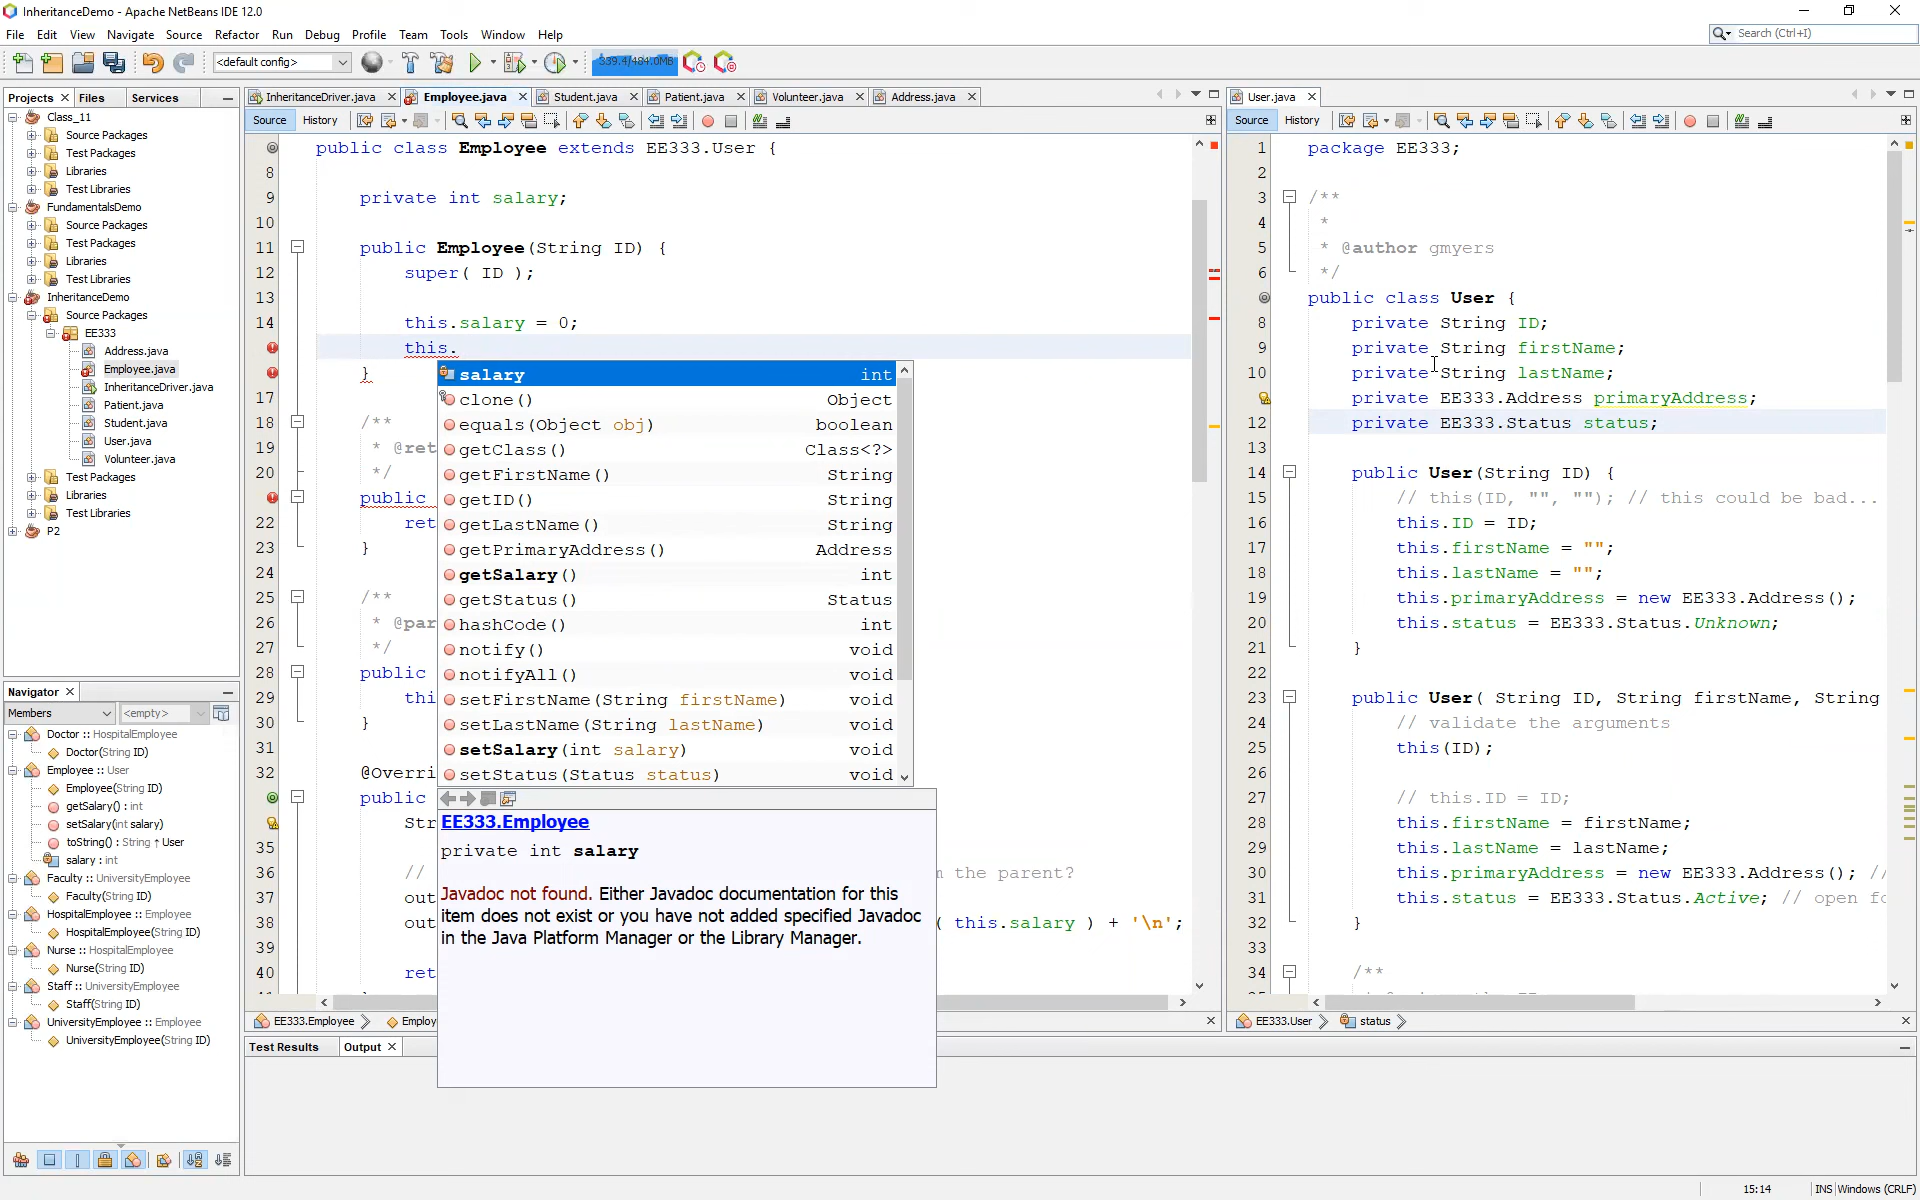 InheritanceDemo - Apache NetBeans IDE 12.0
File Edit View Navigate Source Refactor Run Debug Profile Team Tools Window Help
Search (Ctrl+I)
<default config>
339.4/484.0MB
Projects Files Services
InheritanceDriver.java Employee.java Student.java Patient.java Volunteer.java Address.java
User.java
Class_11
Source Packages
Test Packages
Libraries
Test Libraries
FundamentalsDemo
Source Packages
Test Packages
Libraries
Test Libraries
InheritanceDemo
Source Packages
EE333
Address.java
Employee.java
InheritanceDriver.java
Patient.java
Student.java
User.java
Volunteer.java
Test Packages
Libraries
Test Libraries
P2
Navigator
Members <empty>
Doctor :: HospitalEmployee
Doctor(String ID)
Employee :: User
Employee(String ID)
getSalary() : int
setSalary(int salary)
toString() : String ↑ User
salary : int
Faculty :: UniversityEmployee
Faculty(String ID)
HospitalEmployee :: Employee
HospitalEmployee(String ID)
Nurse :: HospitalEmployee
Nurse(String ID)
Staff :: UniversityEmployee
Staff(String ID)
UniversityEmployee :: Employee
UniversityEmployee(String ID)
Source History
public class Employee extends EE333.User {
8
9 private int salary;
10
11 public Employee(String ID) {
12 super( ID );
13
14 this.salary = 0;
this.
}
17
18 /**
19 * @ret
20 */
public
22 ret
23 }
24
25 /**
26 * @par
27 */
28 public
29 thi
30 }
31
32 @Overri
public
Str
35
36 // m the parent?
37 out
38 out ( this.salary ) + '\n';
39
40 ret
salary int
clone() Object
equals(Object obj) boolean
getClass() Class<?>
getFirstName() String
getID() String
getLastName() String
getPrimaryAddress() Address
getSalary() int
getStatus() Status
hashCode() int
notify() void
notifyAll() void
setFirstName(String firstName) void
setLastName(String lastName) void
setSalary(int salary) void
setStatus(Status status) void
EE333.Employee
private int salary
Javadoc not found. Either Javadoc documentation for this
item does not exist or you have not added specified Javadoc
in the Java Platform Manager or the Library Manager.
EE333.Employee Employ
Test Results Output
Source History
1 package EE333;
2
3 /**
4 *
5 * @author gmyers
6 */
public class User {
8 private String ID;
9 private String firstName;
10 private String lastName;
private EE333.Address primaryAddress;
12 private EE333.Status status;
13
14 public User(String ID) {
15 // this(ID, "", ""); // this could be bad...
16 this.ID = ID;
17 this.firstName = "";
18 this.lastName = "";
19 this.primaryAddress = new EE333.Address();
20 this.status = EE333.Status.Unknown;
21 }
22
23 public User( String ID, String firstName, String
24 // validate the arguments
25 this(ID);
26
27 // this.ID = ID;
28 this.firstName = firstName;
29 this.lastName = lastName;
30 this.primaryAddress = new EE333.Address(); //
31 this.status = EE333.Status.Active; // open fo
32 }
33
34 /**
EE333.User status
15:14 INS Windows (CRLF)